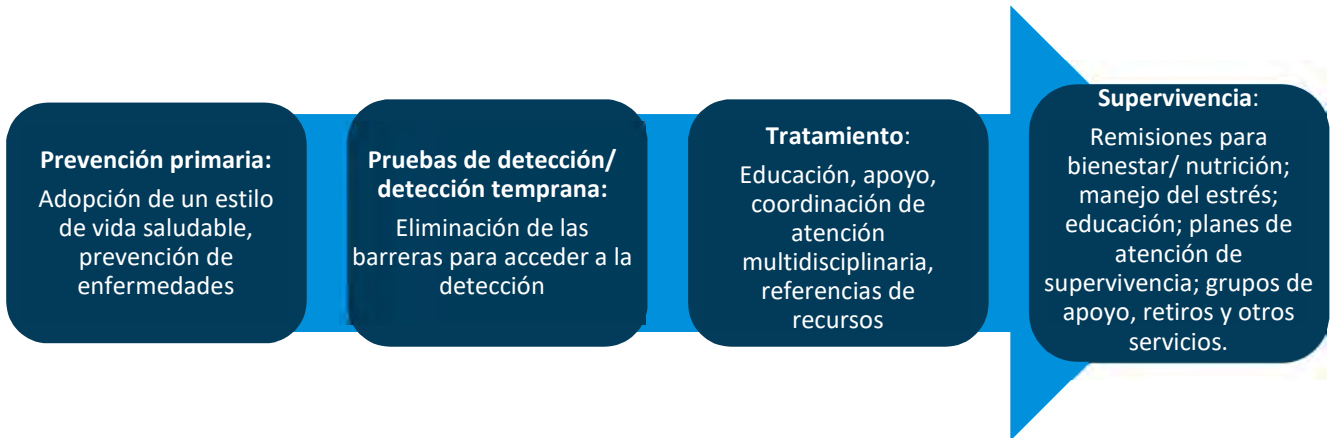 Prevención primaria:
Adopción de un estilo
de vida saludable,
prevención de
enfermedades
Pruebas de detección/
detección temprana:
Eliminación de las
barreras para acceder a la
detección
Tratamiento:
Educación, apoyo,
coordinación de
atención
multidisciplinaria,
referencias de
recursos
Supervivencia:
Remisiones para
bienestar/ nutrición;
manejo del estrés;
educación; planes de
atención de
supervivencia; grupos de
apoyo, retiros y otros
servicios.